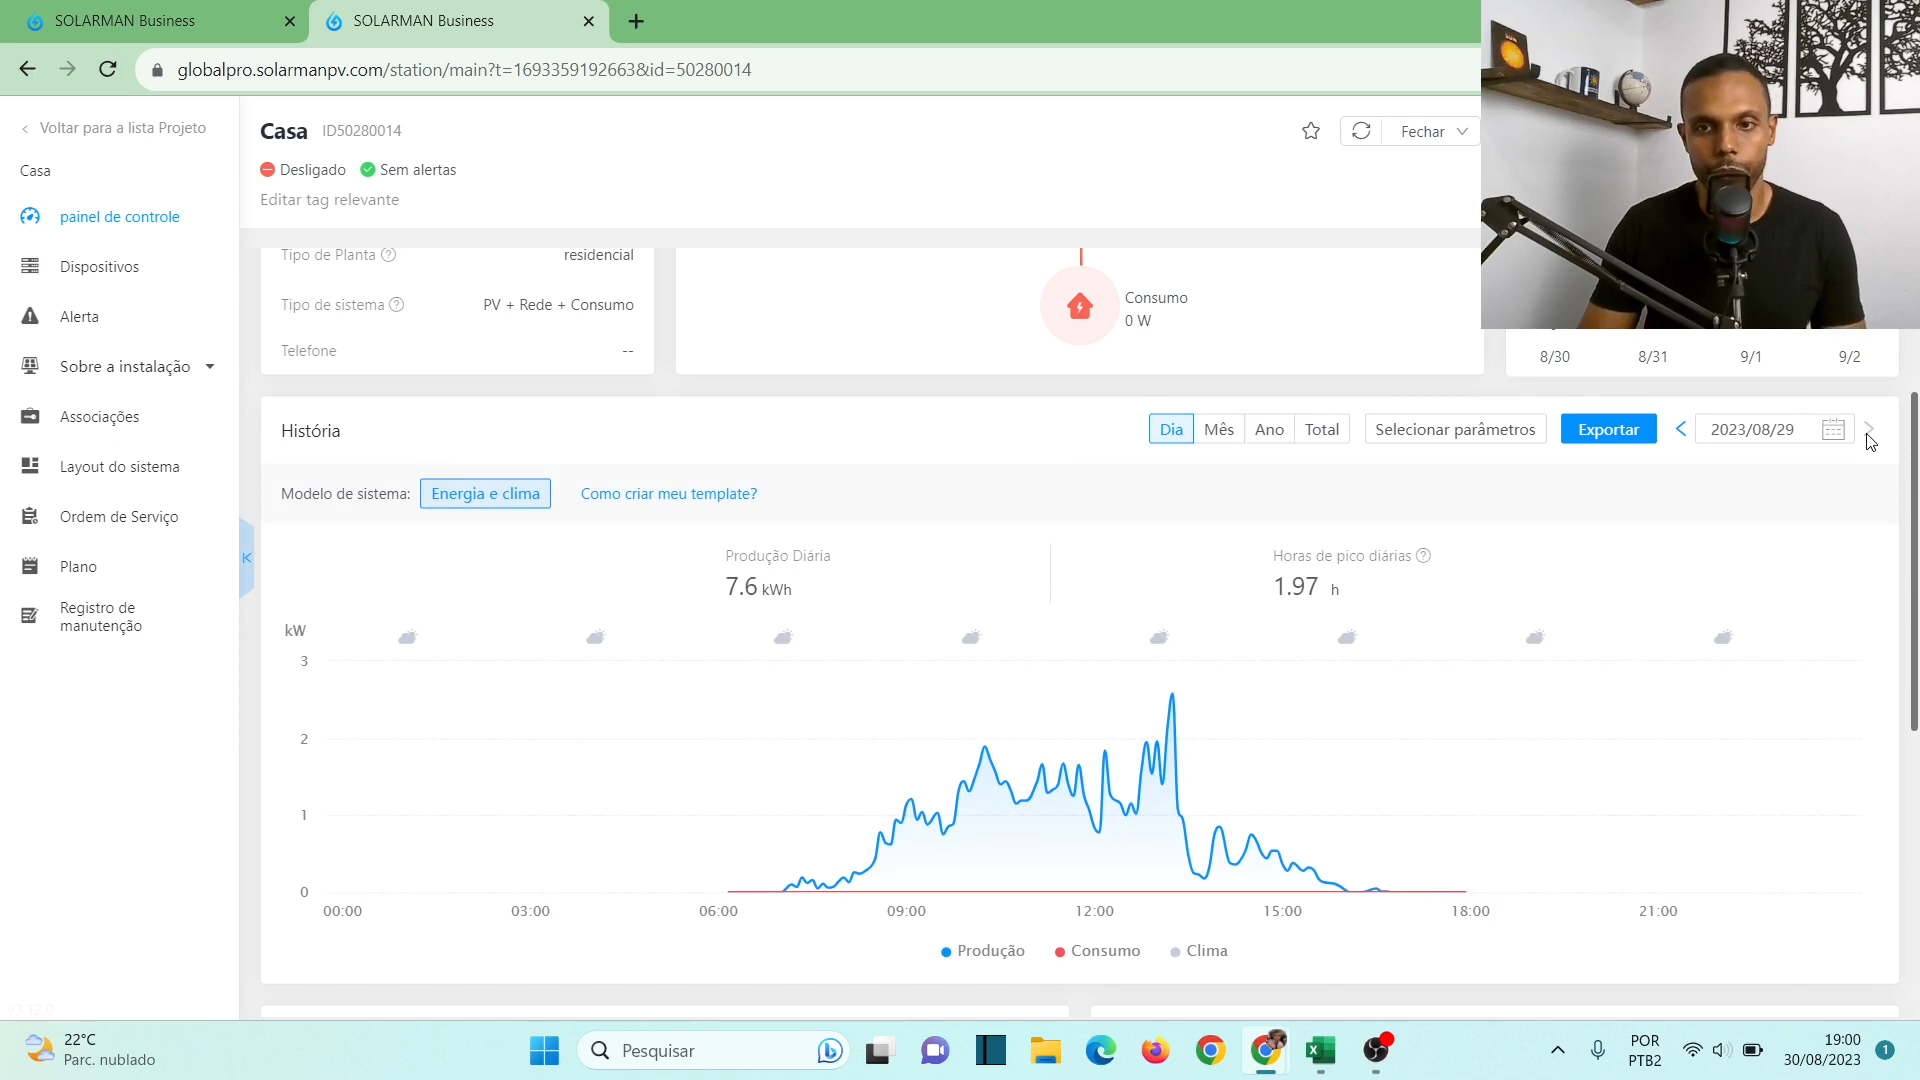 SOLARMAN Business
SOLARMAN Business
globalpro.solarmanpv.com/station/main?t=1693359192663&id=50280014
Voltar para a lista Projeto
Casa
painel de controle
Dispositivos
Alerta
Sobre a instalação
Associações
Layout do sistema
Ordem de Serviço
Plano
Registro de
manutenção
v3.12.0
Casa ID50280014
Fechar
Desligado Sem alertas
Editar tag relevante
Tipo de Planta residencial
Tipo de sistema PV + Rede + Consumo
Telefone --
Consumo
0 W
8/30 8/31 9/1 9/2
História Dia Mês Ano Total Selecionar parâmetros Exportar 2023/08/29
Modelo de sistema: Energia e clima Como criar meu template?
Produção Diária Horas de pico diárias
7.6 kWh 1.97 h
kW
3
2
1
0
00:00 03:00 06:00 09:00 12:00 15:00 18:00 21:00
Produção Consumo Clima
22°C
Parc. nublado
Pesquisar
POR
PTB2
19:00
30/08/2023
1